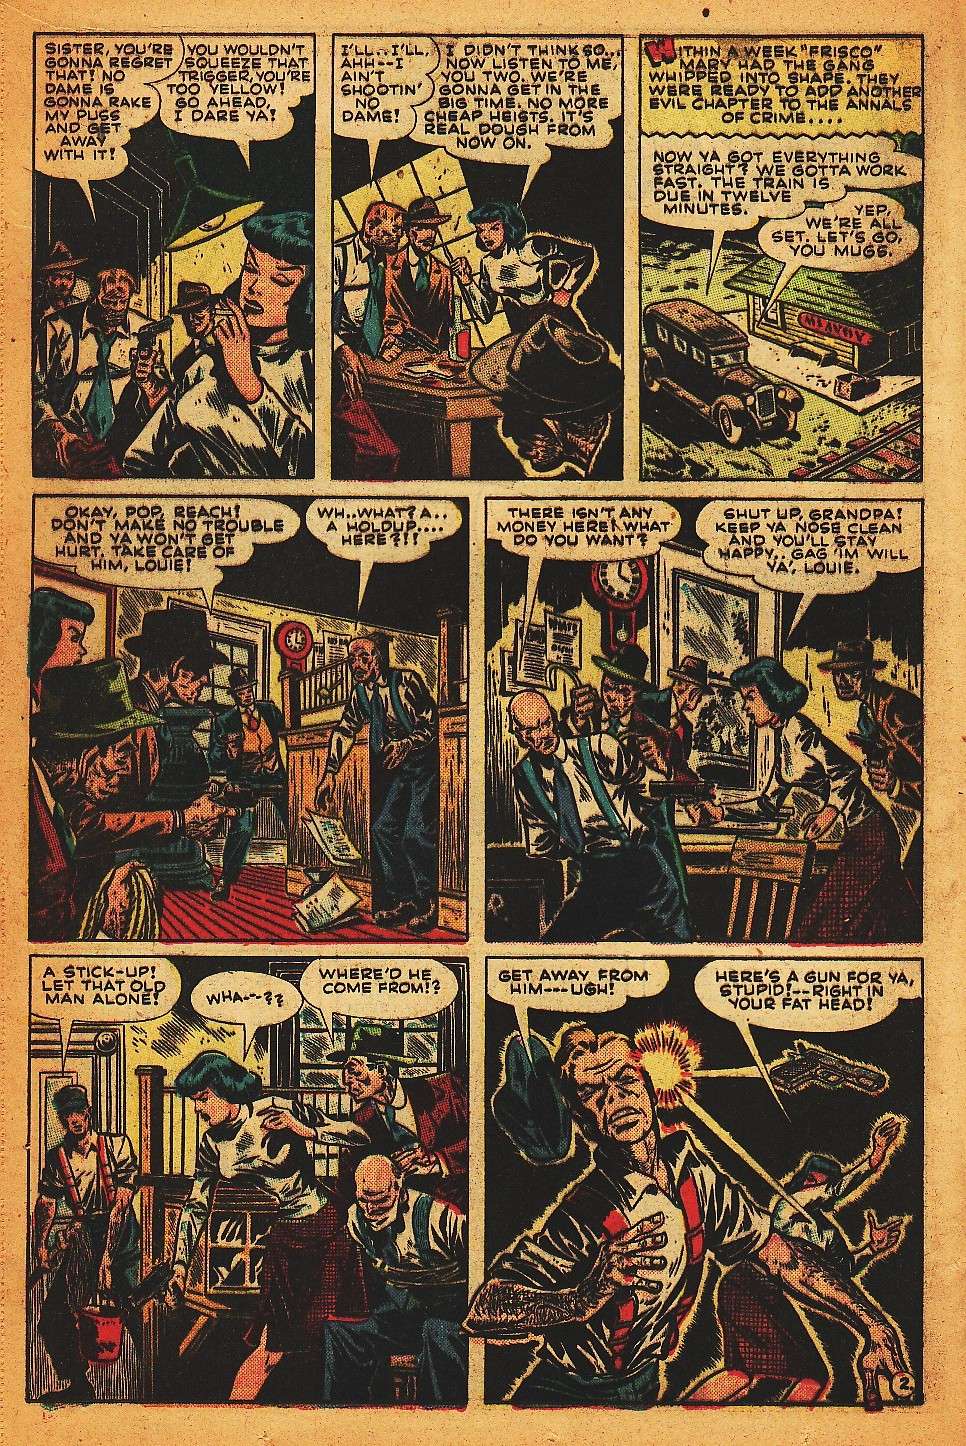 SISTER, YOU'RE
GONNA REGRET
THAT! NO
DAME IS
GONNA RAKE
MY PUSS
AND GET
AWAY
WITH IT!
YOU WOULDN'T
SQUEEZE THAT
TRIGGER, YOU'RE
TOO YELLOW!
GO AHEAD,
I DARE YA!
I'LL--I'LL,
AHH--I
AIN'T
SHOOTIN'
NO
DAME!
I DIDN'T THINK SO...
NOW LISTEN TO ME,
YOU TWO. WE'RE
GONNA GET IN THE
BIG TIME. NO MORE
CHEAP HEISTS. IT'S
REAL DOUGH FROM
NOW ON.
WITHIN A WEEK "FRISCO"
MARY HAD THE GANG
WHIPPED INTO SHAPE. THEY
WERE READY TO ADD ANOTHER
EVIL CHAPTER TO THE ANNALS
OF CRIME....
NOW YA GOT EVERYTHING
STRAIGHT? WE GOTTA WORK
FAST. THE TRAIN IS
DUE IN TWELVE
MINUTES.
YEP,
WE'RE ALL
SET. LET'S GO,
YOU MUGS.
OKAY, POP, REACH!
DON'T MAKE NO TROUBLE
AND YA WON'T GET
HURT. TAKE CARE OF
HIM, LOUIE!
WH..WHAT? A..
A HOLDUP....
HERE?!!
THERE ISN'T ANY
MONEY HERE! WHAT
DO YOU WANT?
SHUT UP, GRANDPA!
KEEP YA NOSE CLEAN
AND YOU'LL STAY
HAPPY.. GAG 'IM WILL
YA', LOUIE.
A STICK-UP!
LET THAT OLD
MAN ALONE!
WHA---??
WHERE'D HE
COME FROM!?
GET AWAY FROM
HIM---UGH!
HERE'S A GUN FOR YA,
STUPID!--RIGHT IN
YOUR FAT HEAD!
2